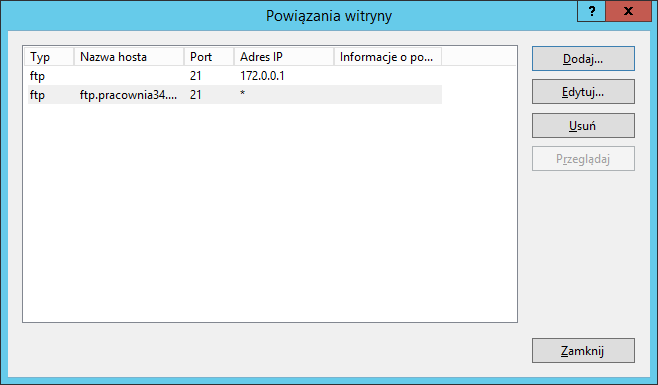 Powiązania witryny
? x
Typ Nazwa hosta Port Adres IP Informacje o po...
ftp 21 172.0.0.1
ftp ftp.pracownia34.... 21 *
Dodaj...
Edytuj...
Usuń
Przeglądaj
Zamknij